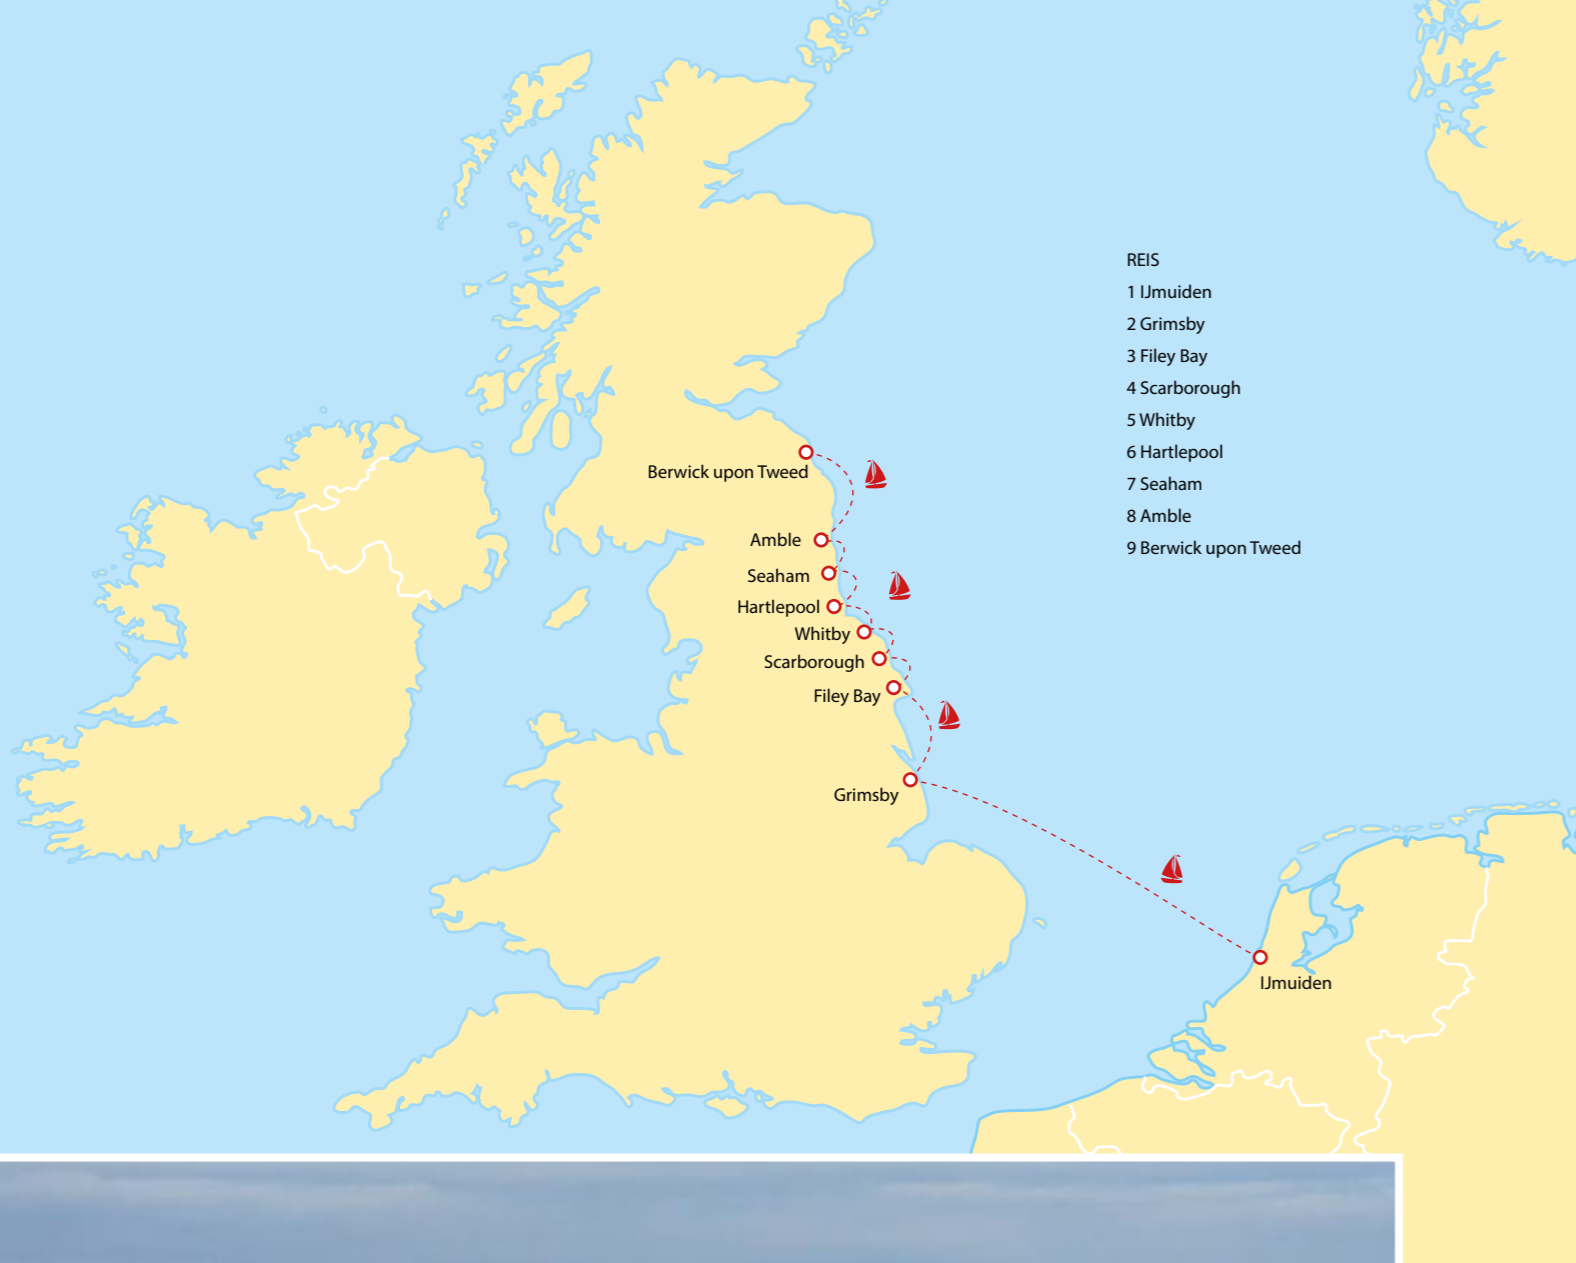 REIS
1 IJmuiden
2 Grimsby
3 Filey Bay
4 Scarborough
5 Whitby
6 Hartlepool
7 Seaham
8 Amble
9 Berwick upon Tweed
Berwick upon Tweed
Amble
Seaham
Hartlepool
Whitby
Scarborough
Filey Bay
Grimsby
IJmuiden